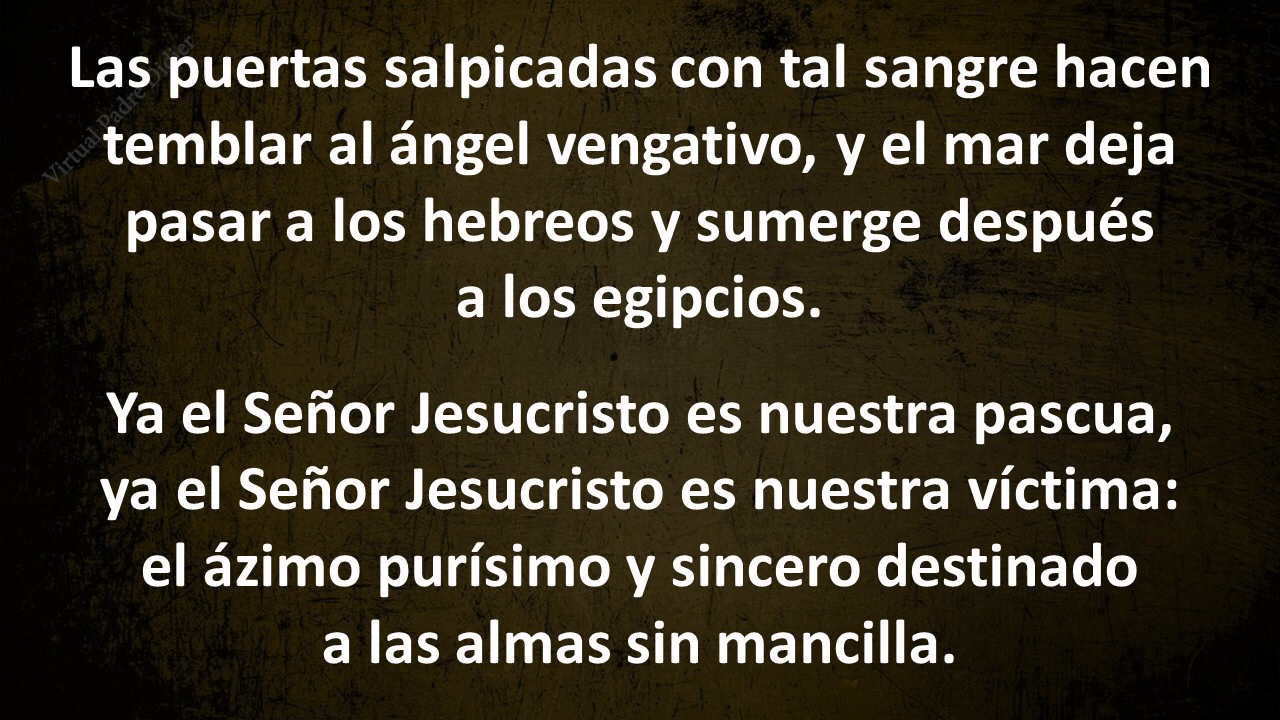 Las puertas salpicadas con tal sangre hacen
temblar al ángel vengativo, y el mar deja
pasar a los hebreos y sumerge después
a los egipcios.
Ya el Señor Jesucristo es nuestra pascua,
ya el Señor Jesucristo es nuestra víctima:
el ázimo purísimo y sincero destinado
a las almas sin mancilla.
Virtual Padre